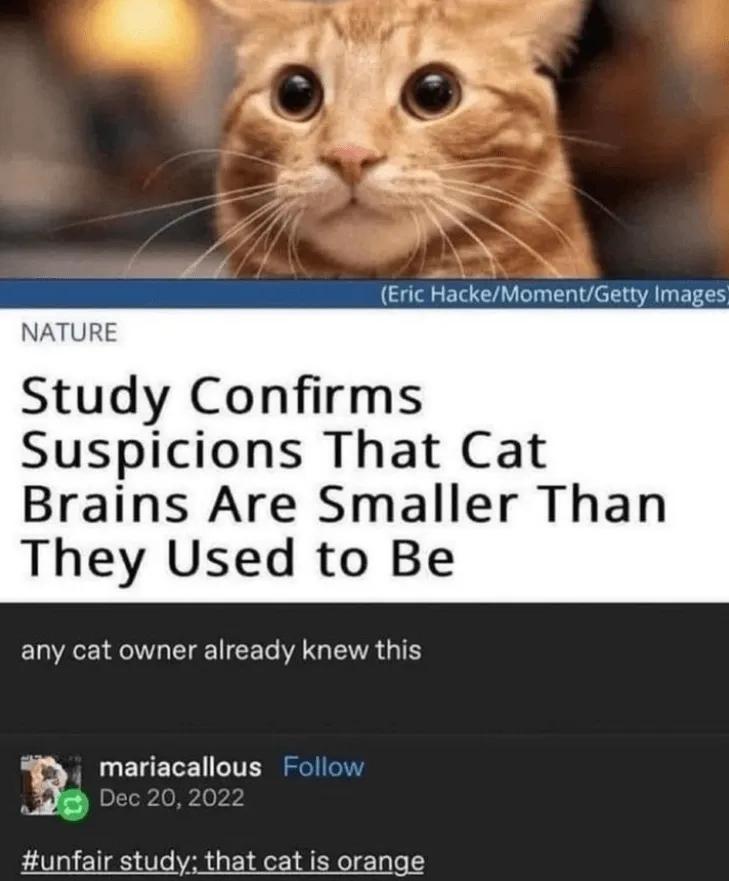 (Eric Hacke/Moment/Getty Images)
NATURE
Study Confirms
Suspicions That Cat
Brains Are Smaller Than
They Used to Be
any cat owner already knew this
mariacallous Follow
Dec 20, 2022
#unfair study; that cat is orange